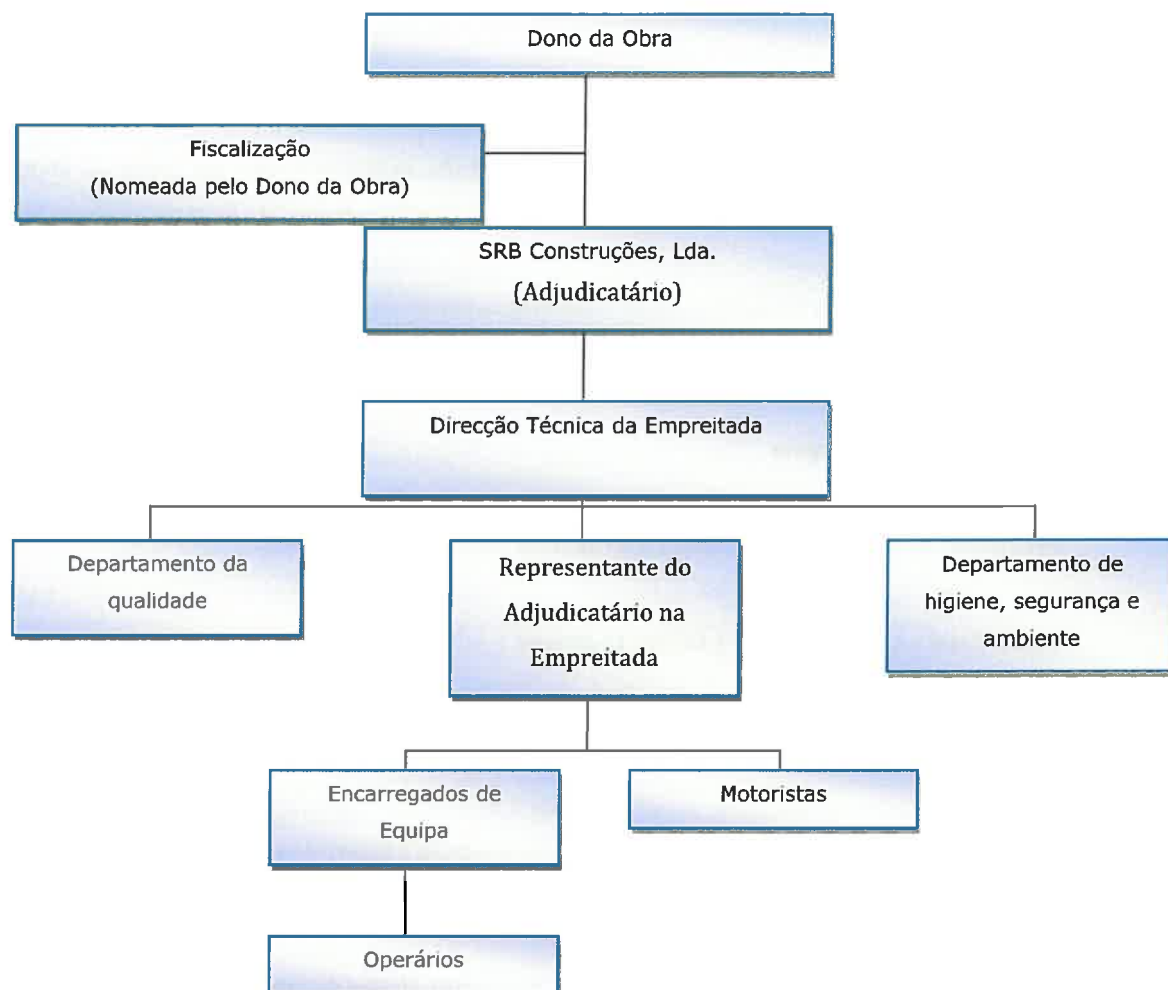 Dono da Obra
Fiscalização
(Nomeada pelo Dono da Obra)
SRB Construções, Lda.
(Adjudicatário)
Direcção Técnica da Empreitada
Departamento da
qualidade
Representante do
Adjudicatário na
Empreitada
Departamento de
higiene, segurança e
ambiente
Encarregados de
Equipa
Motoristas
Operários